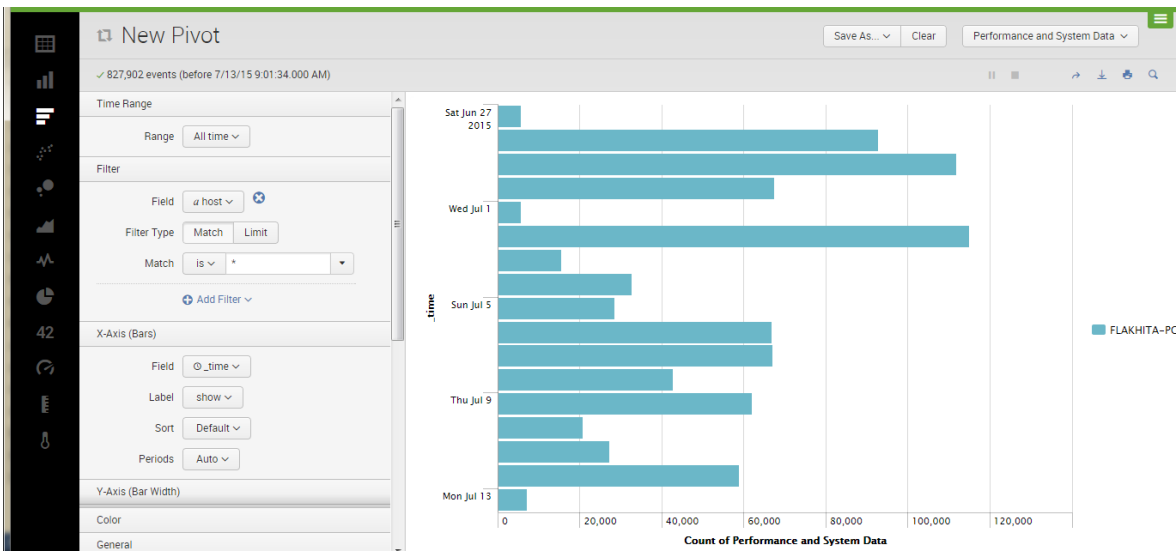 New Pivot
Save As...
Clear
Performance and System Data
827,902 events (before 7/13/15 9:01:34.000 AM)
Time Range
Range
All time
Filter
Field
a host
Filter Type
Match
Limit
Match
is
*
Add Filter
X-Axis (Bars)
Field
_time
Label
show
Sort
Default
Periods
Auto
Y-Axis (Bar Width)
Color
General
42
_time
Sat Jun 27
2015
Wed Jul 1
Sun Jul 5
Thu Jul 9
Mon Jul 13
0
20,000
40,000
60,000
80,000
100,000
120,000
Count of Performance and System Data
FLAKHITA-PC